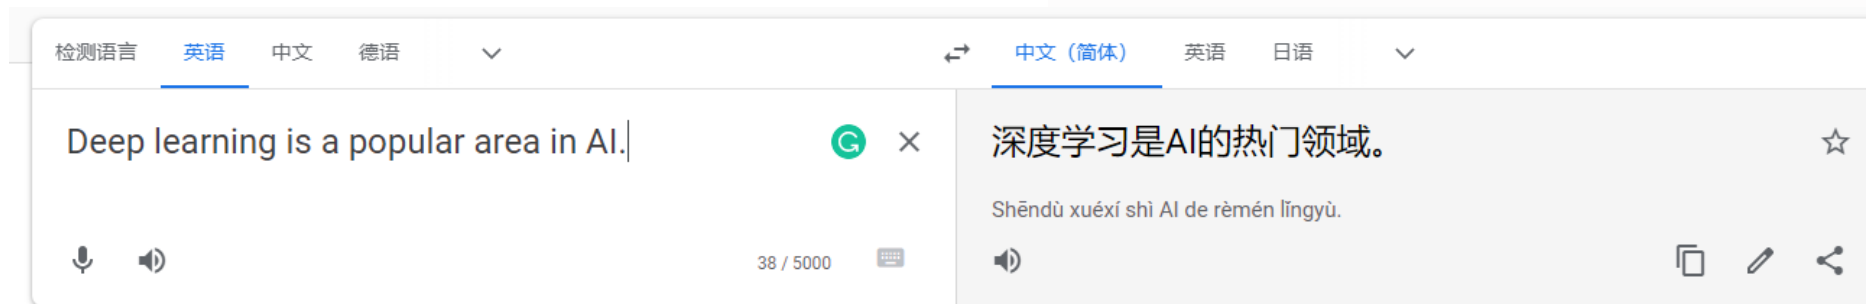 检测语言 英语 中文 德语 中文（简体） 英语 日语
Deep learning is a popular area in AI.
深度学习是AI的热门领域。
Shēndù xuéxí shì AI de rèmén lǐngyù.
38 / 5000